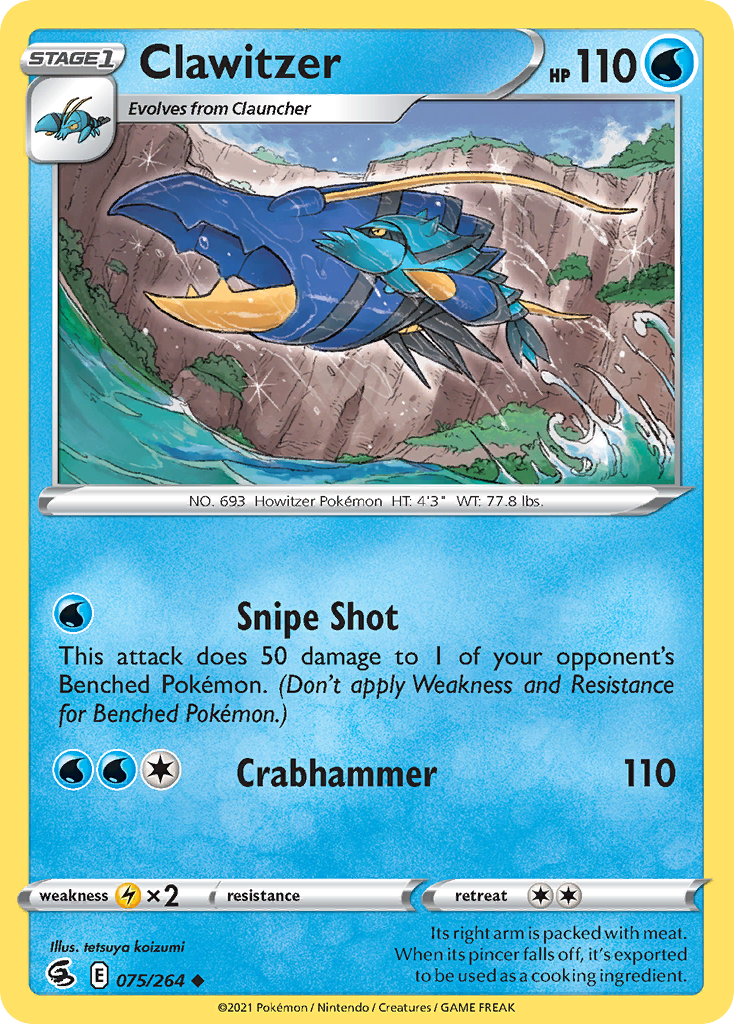 STAGE 1
Clawitzer
HP 110
Evolves from Clauncher
NO. 693 Howitzer Pokémon HT: 4'3" WT: 77.8 lbs.
Snipe Shot
This attack does 50 damage to 1 of your opponent's
Benched Pokémon. (Don't apply Weakness and Resistance
for Benched Pokémon.)
Crabhammer 110
weakness ×2 resistance retreat
Its right arm is packed with meat.
When its pincer falls off, it's exported
to be used as a cooking ingredient.
Illus. tetsuya koizumi
E 075/264
©2021 Pokémon / Nintendo / Creatures / GAME FREAK